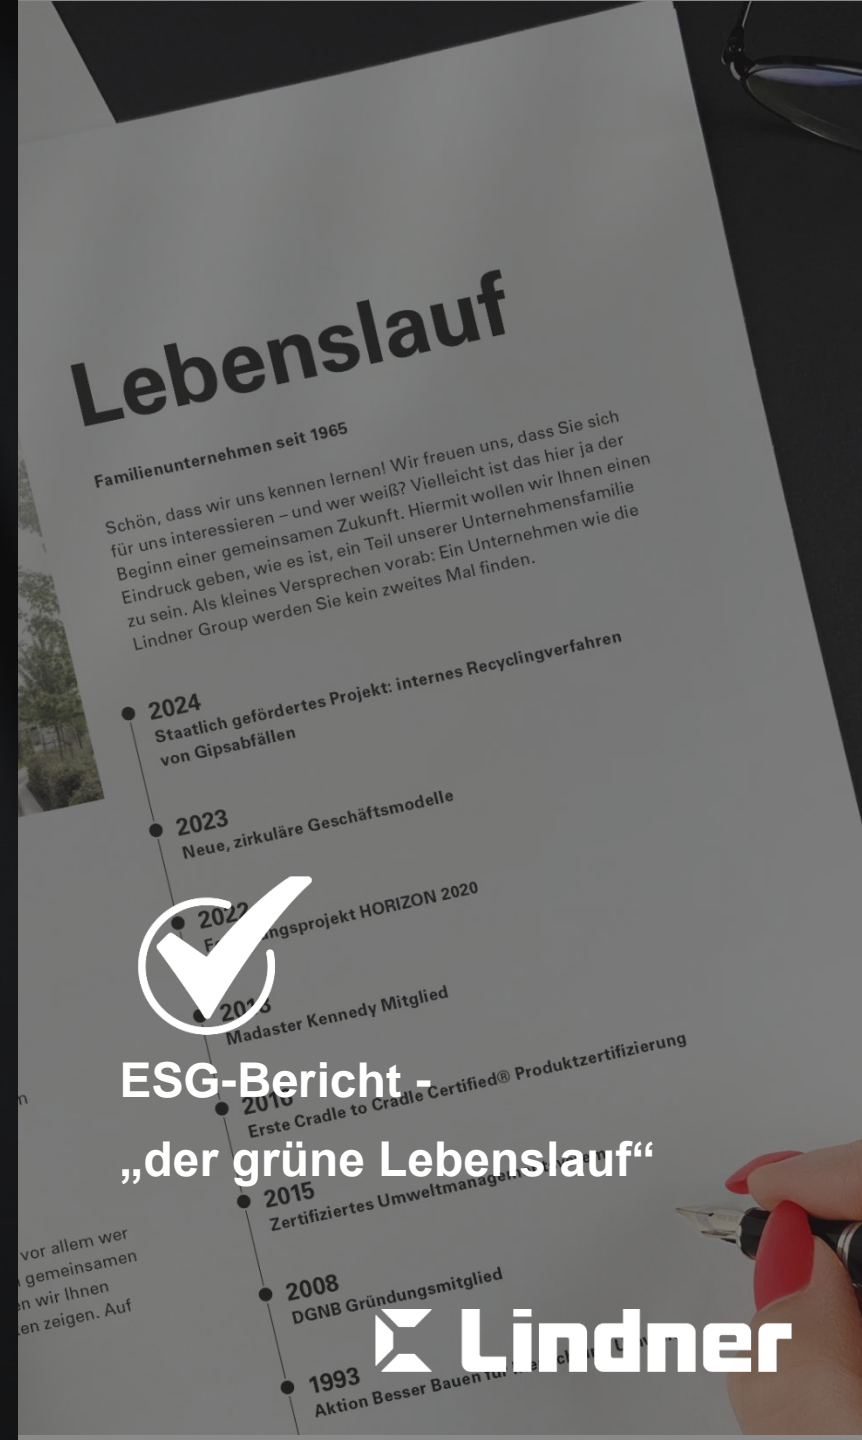 Lebenslauf
Familienunternehmen seit 1965
Schön, dass wir uns kennen lernen! Wir freuen uns, dass Sie sich
für uns interessieren – und wer weiß? Vielleicht ist das hier ja der
Beginn einer gemeinsamen Zukunft. Hiermit wollen wir Ihnen einen
Eindruck geben, wie es ist, ein Teil unserer Unternehmensfamilie
zu sein. Als kleines Versprechen vorab: Ein Unternehmen wie die
Lindner Group werden Sie kein zweites Mal finden.
2024
Staatlich gefördertes Projekt: internes Recyclingverfahren
von Gipsabfällen
2023
Neue, zirkuläre Geschäftsmodelle
2022
HORIZON 2020
Madaster Kennedy Mitglied
ESG-Bericht -
2016
Erste Cradle to Cradle Certified® Produktzertifizierung
„der grüne Lebenslauf“
2015
Zertifiziertes
2008
DGNB Gründungsmitglied
Lindner
1993
Aktion Besser Bauen für
vor allem wer
gemeinsamen
wir Ihnen
zeigen. Auf